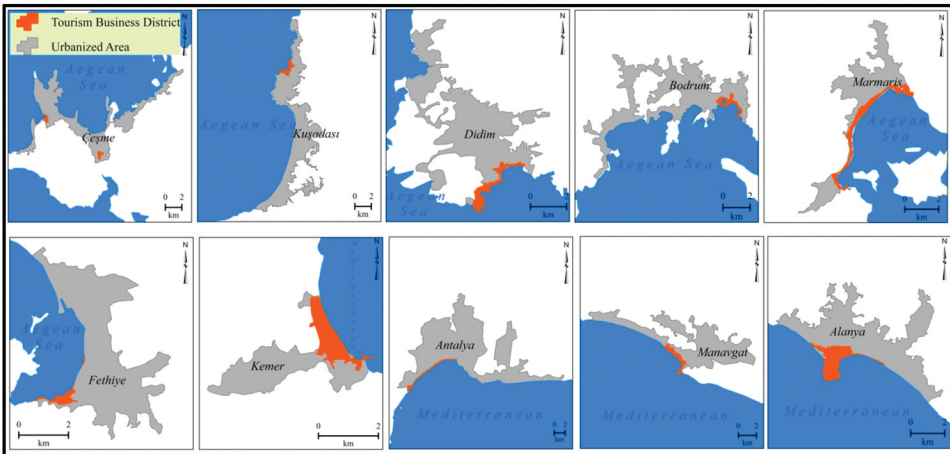 Tourism Business District
Urbanized Area
Aegean
Sea
Çeşme
N
0 2
km
Aegean Sea
Kuşadası
N
0 2
km
Didim
Aegean
Sea
N
0 2
km
Bodrum
Aegean Sea
N
0 2
km
Marmaris
Aegean
Sea
N
0 2
km
Aegean
Sea
Fethiye
N
0 2
km
Mediterranean
Kemer
N
0 2
km
Antalya
Mediterranean
N
0 2
km
Manavgat
Mediterranean
N
0 2
km
Alanya
Mediterranean
N
0 2
km